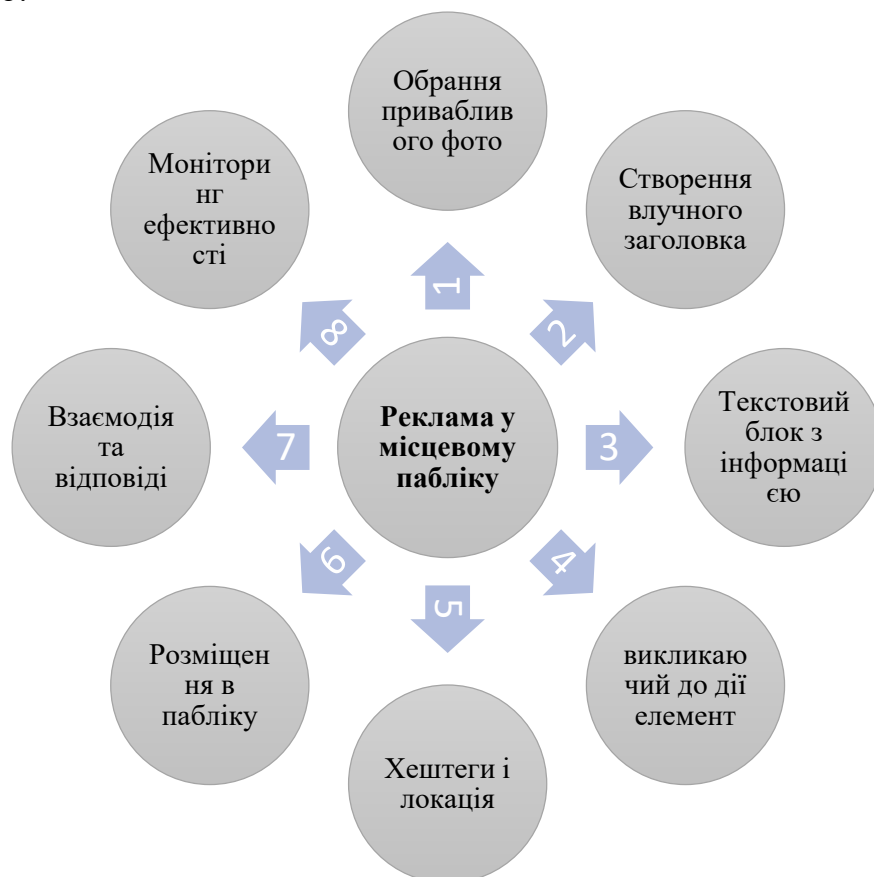 Обрання
приваблив
ого фото
Створення
влучного
заголовка
Текстовий
блок з
інформаці
єю
викликаю
чий до дії
елемент
Хештеги і
локація
Розміщен
ня в
пабліку
Взаємодія
та
відповіді
Монітори
нг
ефективно
сті
1
2
3
4
5
6
7
8
Реклама у
місцевому
пабліку